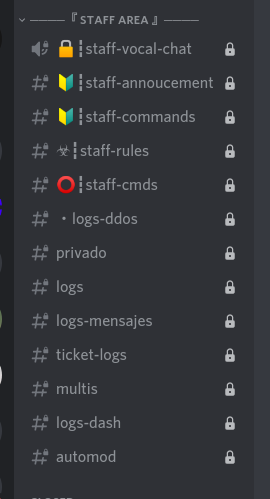 『 STAFF AREA 』
🔒┇staff-vocal-chat
🔰┇staff-annoucement
🔰┇staff-commands
☣┇staff-rules
⭕┇staff-cmds
・logs-ddos
privado
logs
logs-mensajes
ticket-logs
multis
logs-dash
automod